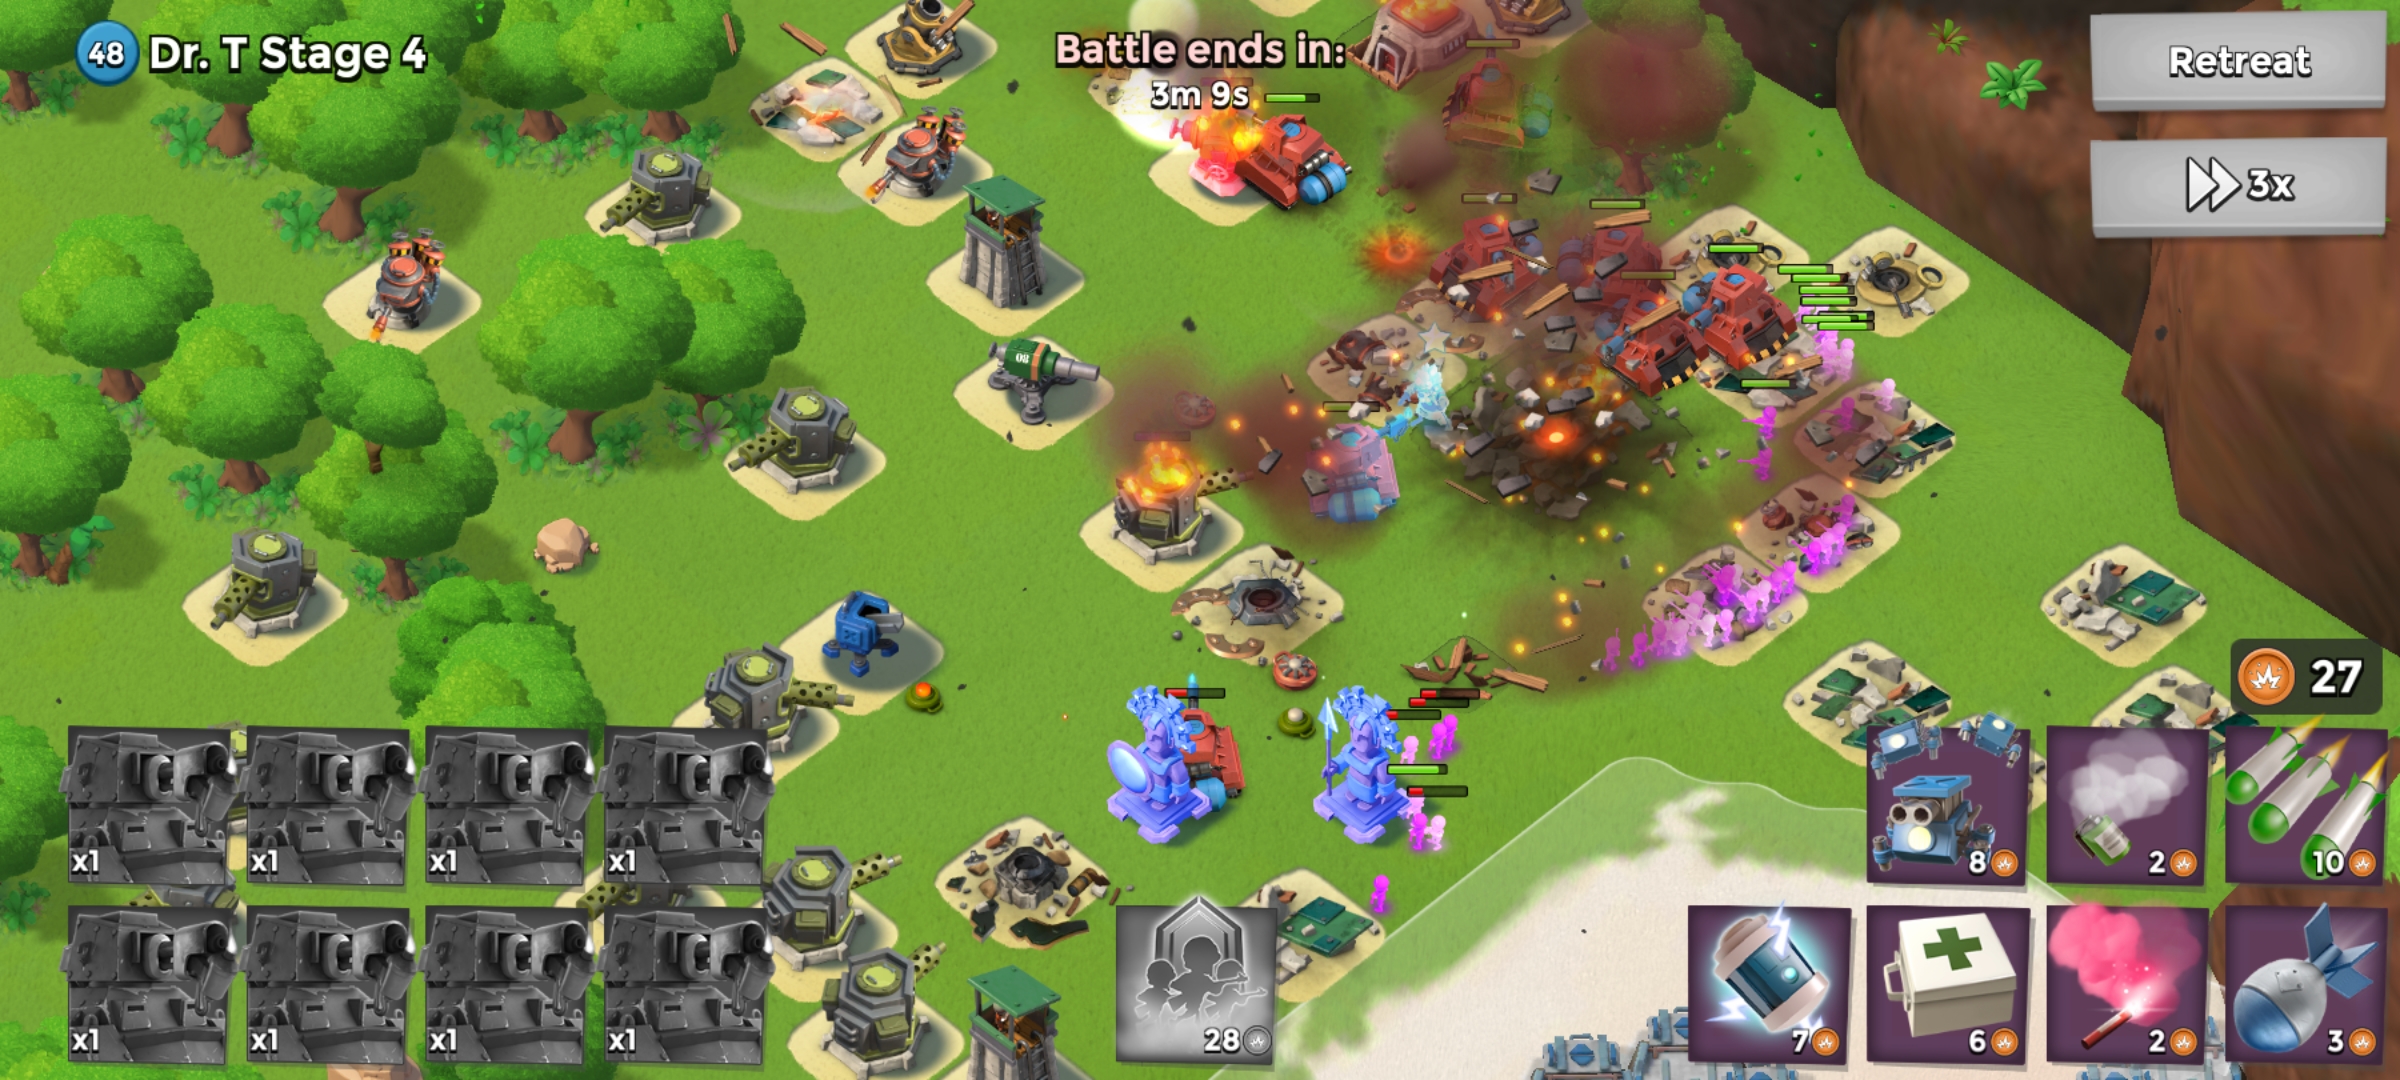 48 Dr. T Stage 4
Battle ends in:
3m 9s
Retreat
3x
08
27
x1 x1 x1 x1
8 2 10
x1 x1 x1 x1
28
7 6 2 3